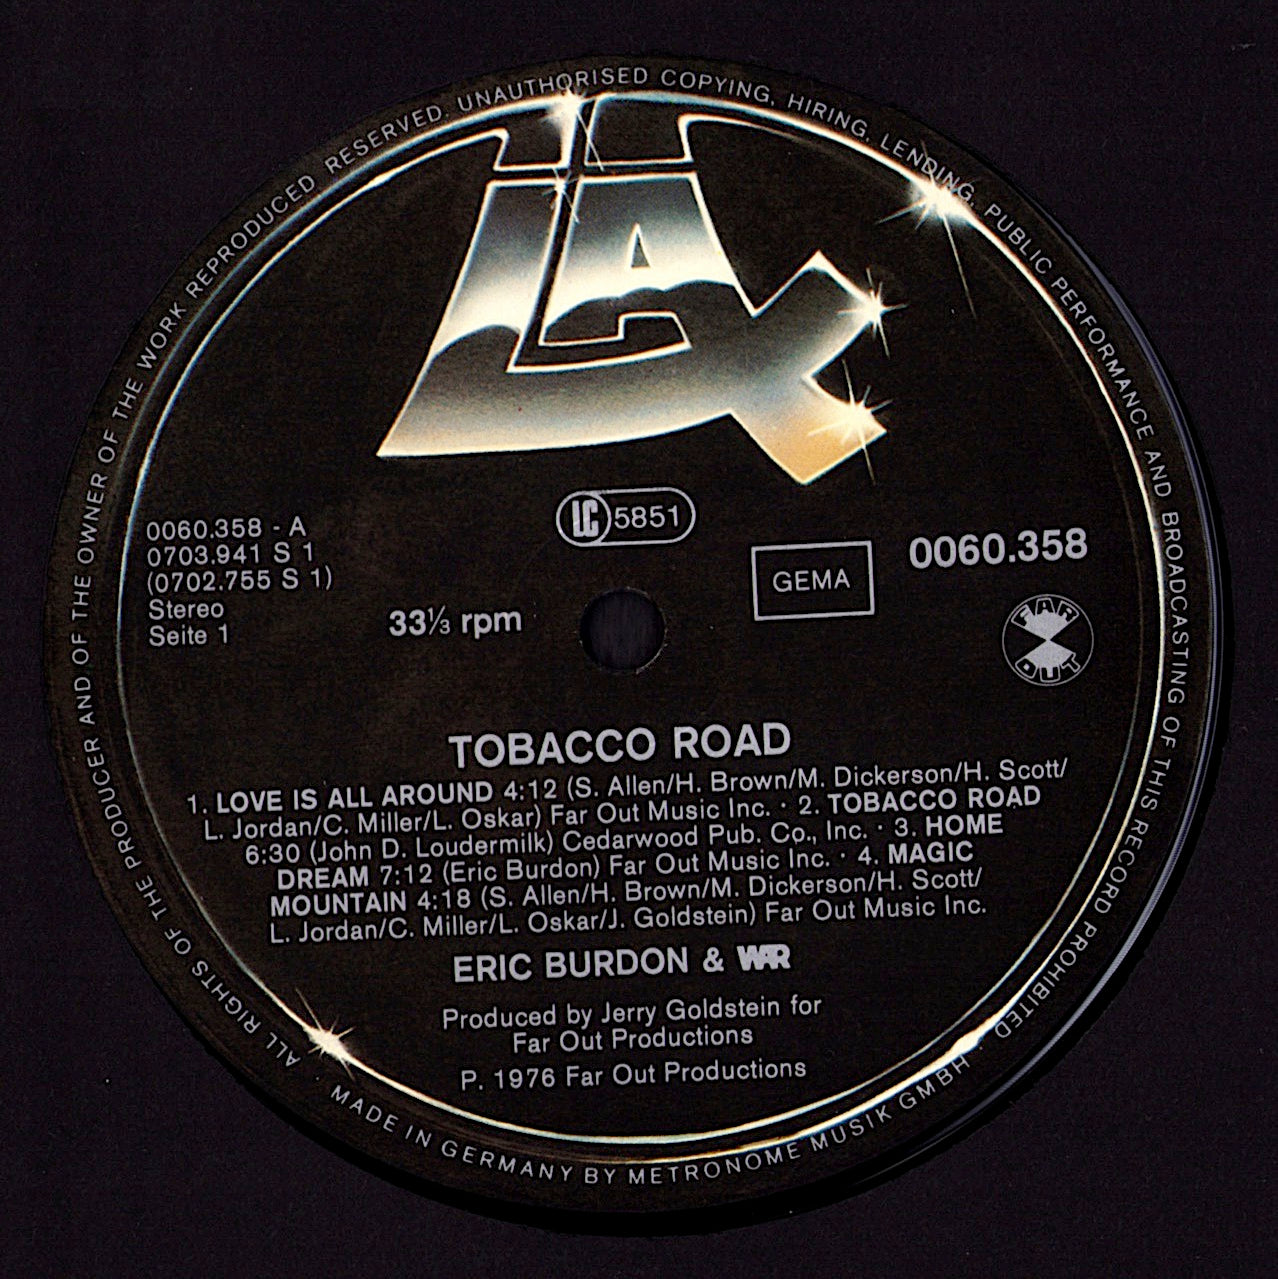 ALL RIGHTS OF THE PRODUCER AND OF THE OWNER OF THE WORK REPRODUCED RESERVED. UNAUTHORISED COPYING, HIRING, LENDING, PUBLIC PERFORMANCE AND BROADCASTING OF THIS RECORD PROHIBITED · MADE IN GERMANY BY METRONOME MUSIK GMBH ·
LAX
LC 5851
0060.358 - A
0703.941 S 1
(0702.755 S 1)
Stereo
Seite 1
33⅓ rpm
GEMA
0060.358
FAR
OUT
TOBACCO ROAD
1. LOVE IS ALL AROUND 4:12 (S. Allen/H. Brown/M. Dickerson/H. Scott/
L. Jordan/C. Miller/L. Oskar) Far Out Music Inc. · 2. TOBACCO ROAD
6:30 (John D. Loudermilk) Cedarwood Pub. Co., Inc. · 3. HOME
DREAM 7:12 (Eric Burdon) Far Out Music Inc. · 4. MAGIC
MOUNTAIN 4:18 (S. Allen/H. Brown/M. Dickerson/H. Scott/
L. Jordan/C. Miller/L. Oskar/J. Goldstein) Far Out Music Inc.
ERIC BURDON & WAR
Produced by Jerry Goldstein for
Far Out Productions
P. 1976 Far Out Productions